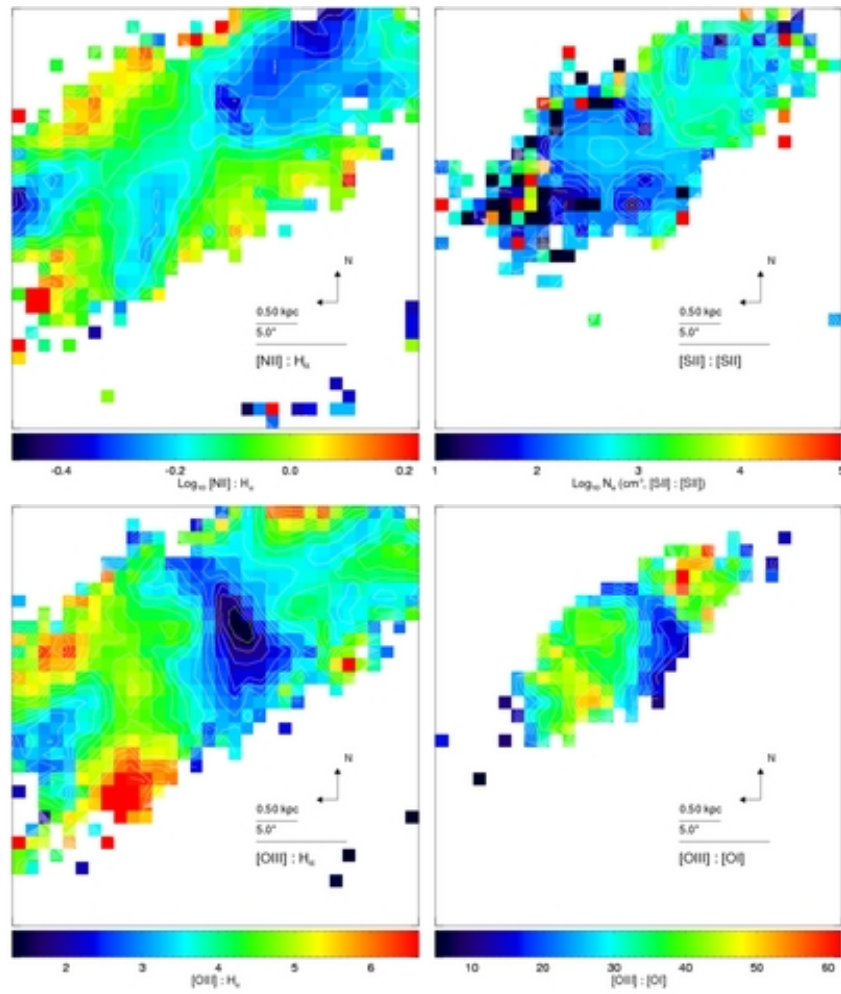 N
0.50 kpc
5.0"
[NII] : Hα
-0.4 -0.2 0.0 0.2
Log₁₀ [NII] : Hα
N
0.50 kpc
5.0"
[SII] : [SII]
1 2 3 4 5
Log₁₀ Nₑ (cm⁻³, [SII] : [SII])
N
0.50 kpc
5.0"
[OIII] : Hα
2 3 4 5 6
[OIII] : Hα
N
0.50 kpc
5.0"
[OIII] : [OI]
10 20 30 40 50 60
[OIII] : [OI]